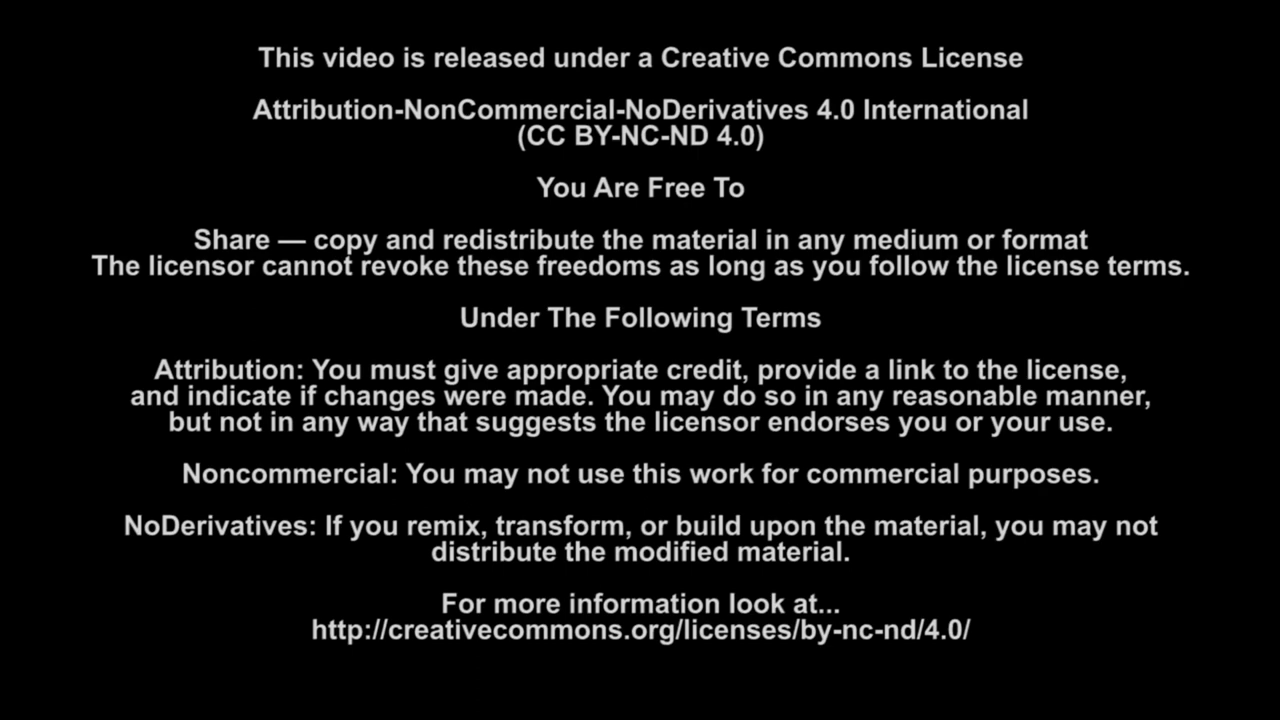 This video is released under a Creative Commons License
Attribution-NonCommercial-NoDerivatives 4.0 International
(CC BY-NC-ND 4.0)
You Are Free To
Share — copy and redistribute the material in any medium or format
The licensor cannot revoke these freedoms as long as you follow the license terms.
Under The Following Terms
Attribution: You must give appropriate credit, provide a link to the license,
and indicate if changes were made. You may do so in any reasonable manner,
but not in any way that suggests the licensor endorses you or your use.
Noncommercial: You may not use this work for commercial purposes.
NoDerivatives: If you remix, transform, or build upon the material, you may not
distribute the modified material.
For more information look at...
http://creativecommons.org/licenses/by-nc-nd/4.0/